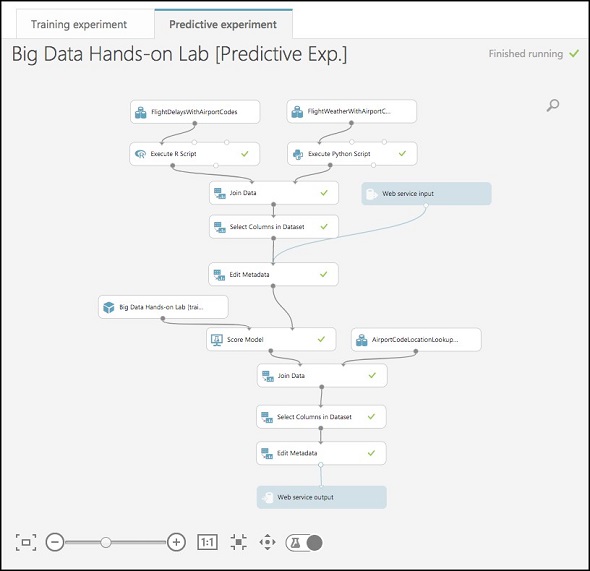 Training experiment
Predictive experiment
Big Data Hands-on Lab [Predictive Exp.]
Finished running
FlightDelaysWithAirportCodes
FlightWeatherWithAirportC...
Execute R Script
Execute Python Script
Join Data
Web service input
Select Columns in Dataset
Edit Metadata
Big Data Hands-on Lab [trai...
Score Model
AirportCodeLocationLookup...
Join Data
Select Columns in Dataset
Edit Metadata
Web service output
1:1